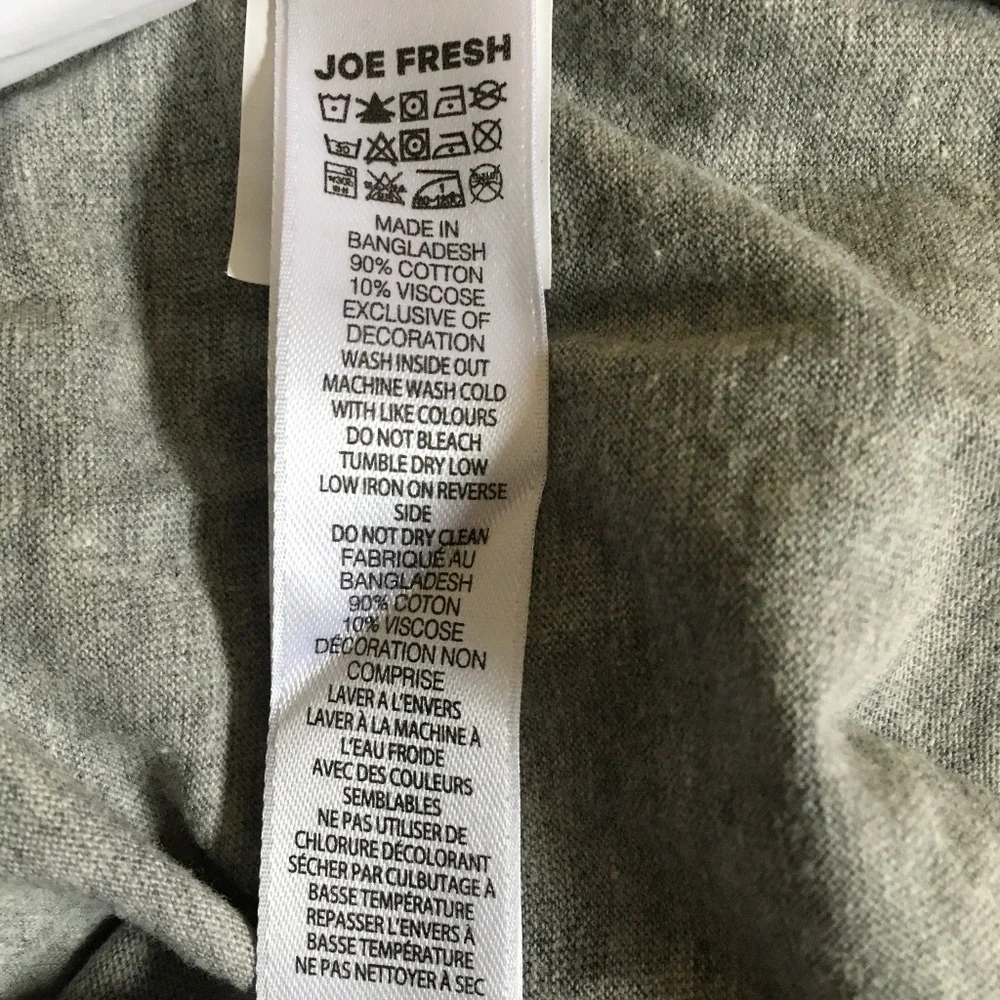 JOE FRESH
30
MADE IN
BANGLADESH
90% COTTON
10% VISCOSE
EXCLUSIVE OF
DECORATION
WASH INSIDE OUT
MACHINE WASH COLD
WITH LIKE COLOURS
DO NOT BLEACH
TUMBLE DRY LOW
LOW IRON ON REVERSE
SIDE
DO NOT DRY CLEAN
FABRIQUÉ AU
BANGLADESH
90% COTON
10% VISCOSE
DÉCORATION NON
COMPRISE
LAVER A L'ENVERS
LAVER À LA MACHINE À
L'EAU FROIDE
AVEC DES COULEURS
SEMBLABLES
NE PAS UTILISER DE
CHLORURE DÉCOLORANT
SÉCHER PAR CULBUTAGE À
BASSE TEMPÉRATURE
REPASSER L'ENVERS À
BASSE TEMPÉRATURE
NE PAS NETTOYER À SEC